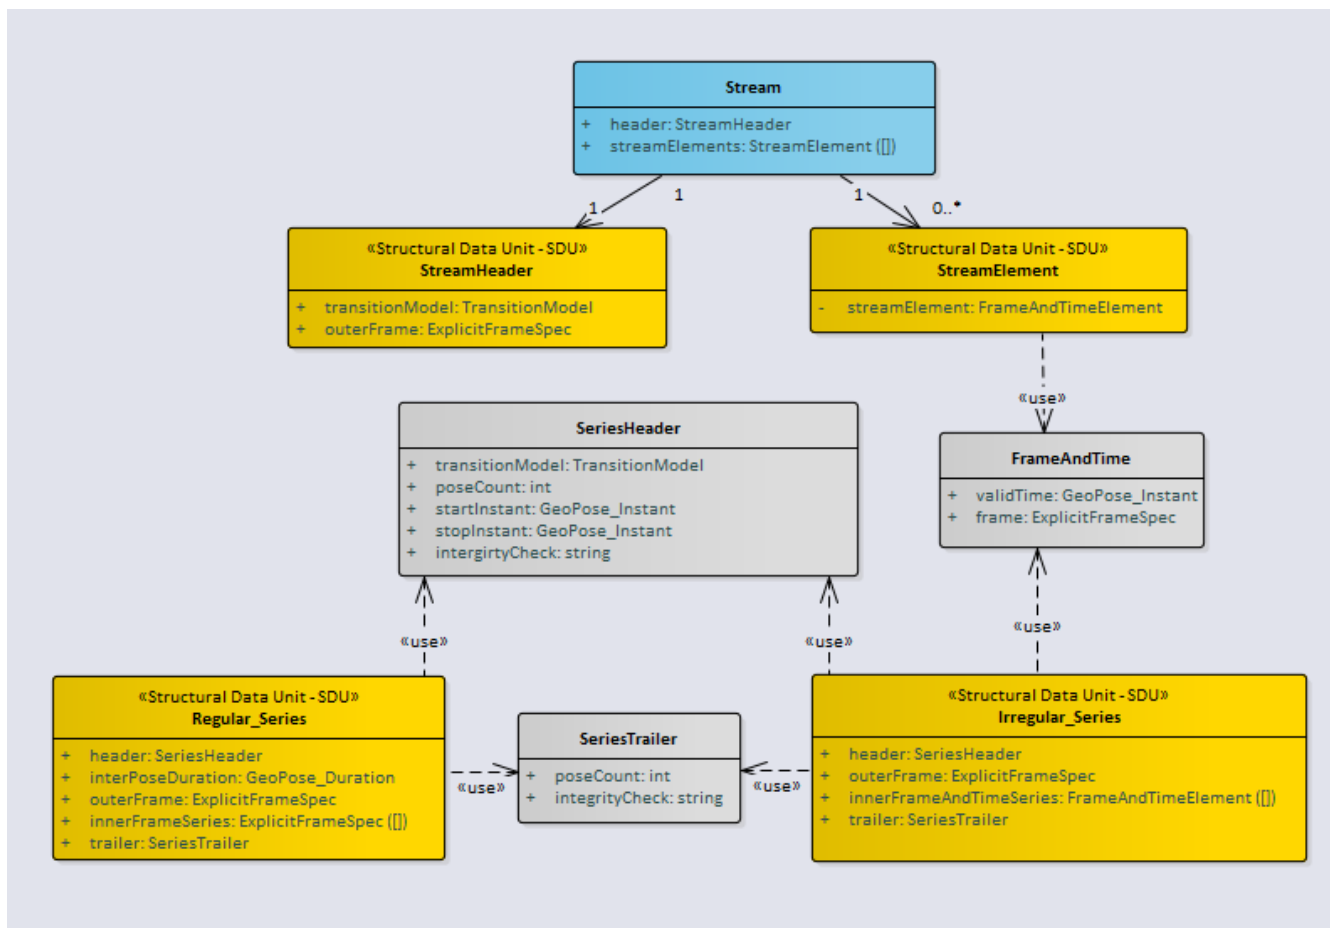 Stream
+ header: StreamHeader
+ streamElements: StreamElement ([])
1
1
1
0..*
«Structural Data Unit - SDU»
StreamHeader
+ transitionModel: TransitionModel
+ outerFrame: ExplicitFrameSpec
«Structural Data Unit - SDU»
StreamElement
- streamElement: FrameAndTimeElement
«use»
SeriesHeader
+ transitionModel: TransitionModel
+ poseCount: int
+ startInstant: GeoPose_Instant
+ stopInstant: GeoPose_Instant
+ intergirtyCheck: string
FrameAndTime
+ validTime: GeoPose_Instant
+ frame: ExplicitFrameSpec
«use»
«use»
«use»
«Structural Data Unit - SDU»
Regular_Series
+ header: SeriesHeader
+ interPoseDuration: GeoPose_Duration
+ outerFrame: ExplicitFrameSpec
+ innerFrameSeries: ExplicitFrameSpec ([])
+ trailer: SeriesTrailer
«use»
SeriesTrailer
+ poseCount: int
+ integrityCheck: string
«use»
«Structural Data Unit - SDU»
Irregular_Series
+ header: SeriesHeader
+ outerFrame: ExplicitFrameSpec
+ innerFrameAndTimeSeries: FrameAndTimeElement ([])
+ trailer: SeriesTrailer